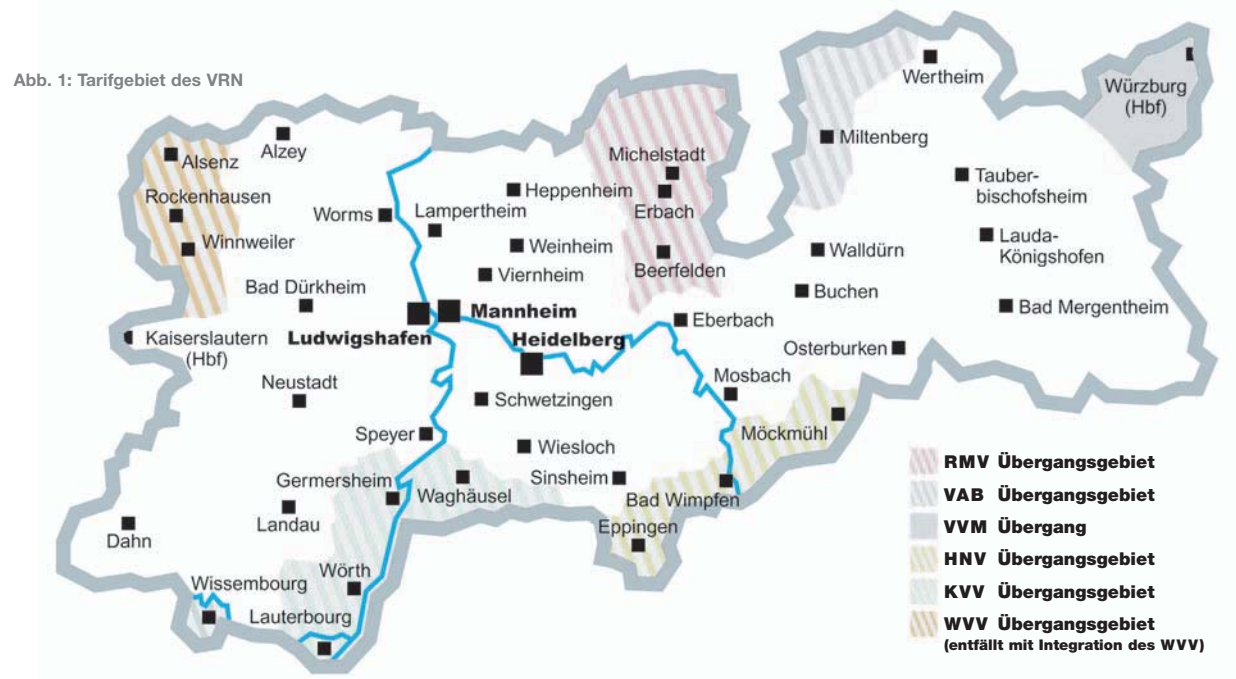 Abb. 1: Tarifgebiet des VRN
Wertheim
Würzburg
(Hbf)
Miltenberg
Alzey
Alsenz
Michelstadt
Tauber-
bischofsheim
Rockenhausen
Heppenheim
Erbach
Worms
Lampertheim
Winnweiler
Weinheim
Walldürn
Lauda-
Königshofen
Viernheim
Beerfelden
Bad Dürkheim
Buchen
Mannheim
Bad Mergentheim
Eberbach
Kaiserslautern
(Hbf)
Ludwigshafen
Heidelberg
Osterburken
Neustadt
Mosbach
Schwetzingen
Speyer
Möckmühl
Wiesloch
Germersheim
Waghäusel
Sinsheim
Bad Wimpfen
Landau
Eppingen
Dahn
Wörth
Wissembourg
Lauterbourg
RMV Übergangsgebiet
VAB Übergangsgebiet
VVM Übergang
HNV Übergangsgebiet
KVV Übergangsgebiet
WVV Übergangsgebiet
(entfällt mit Integration des WVV)